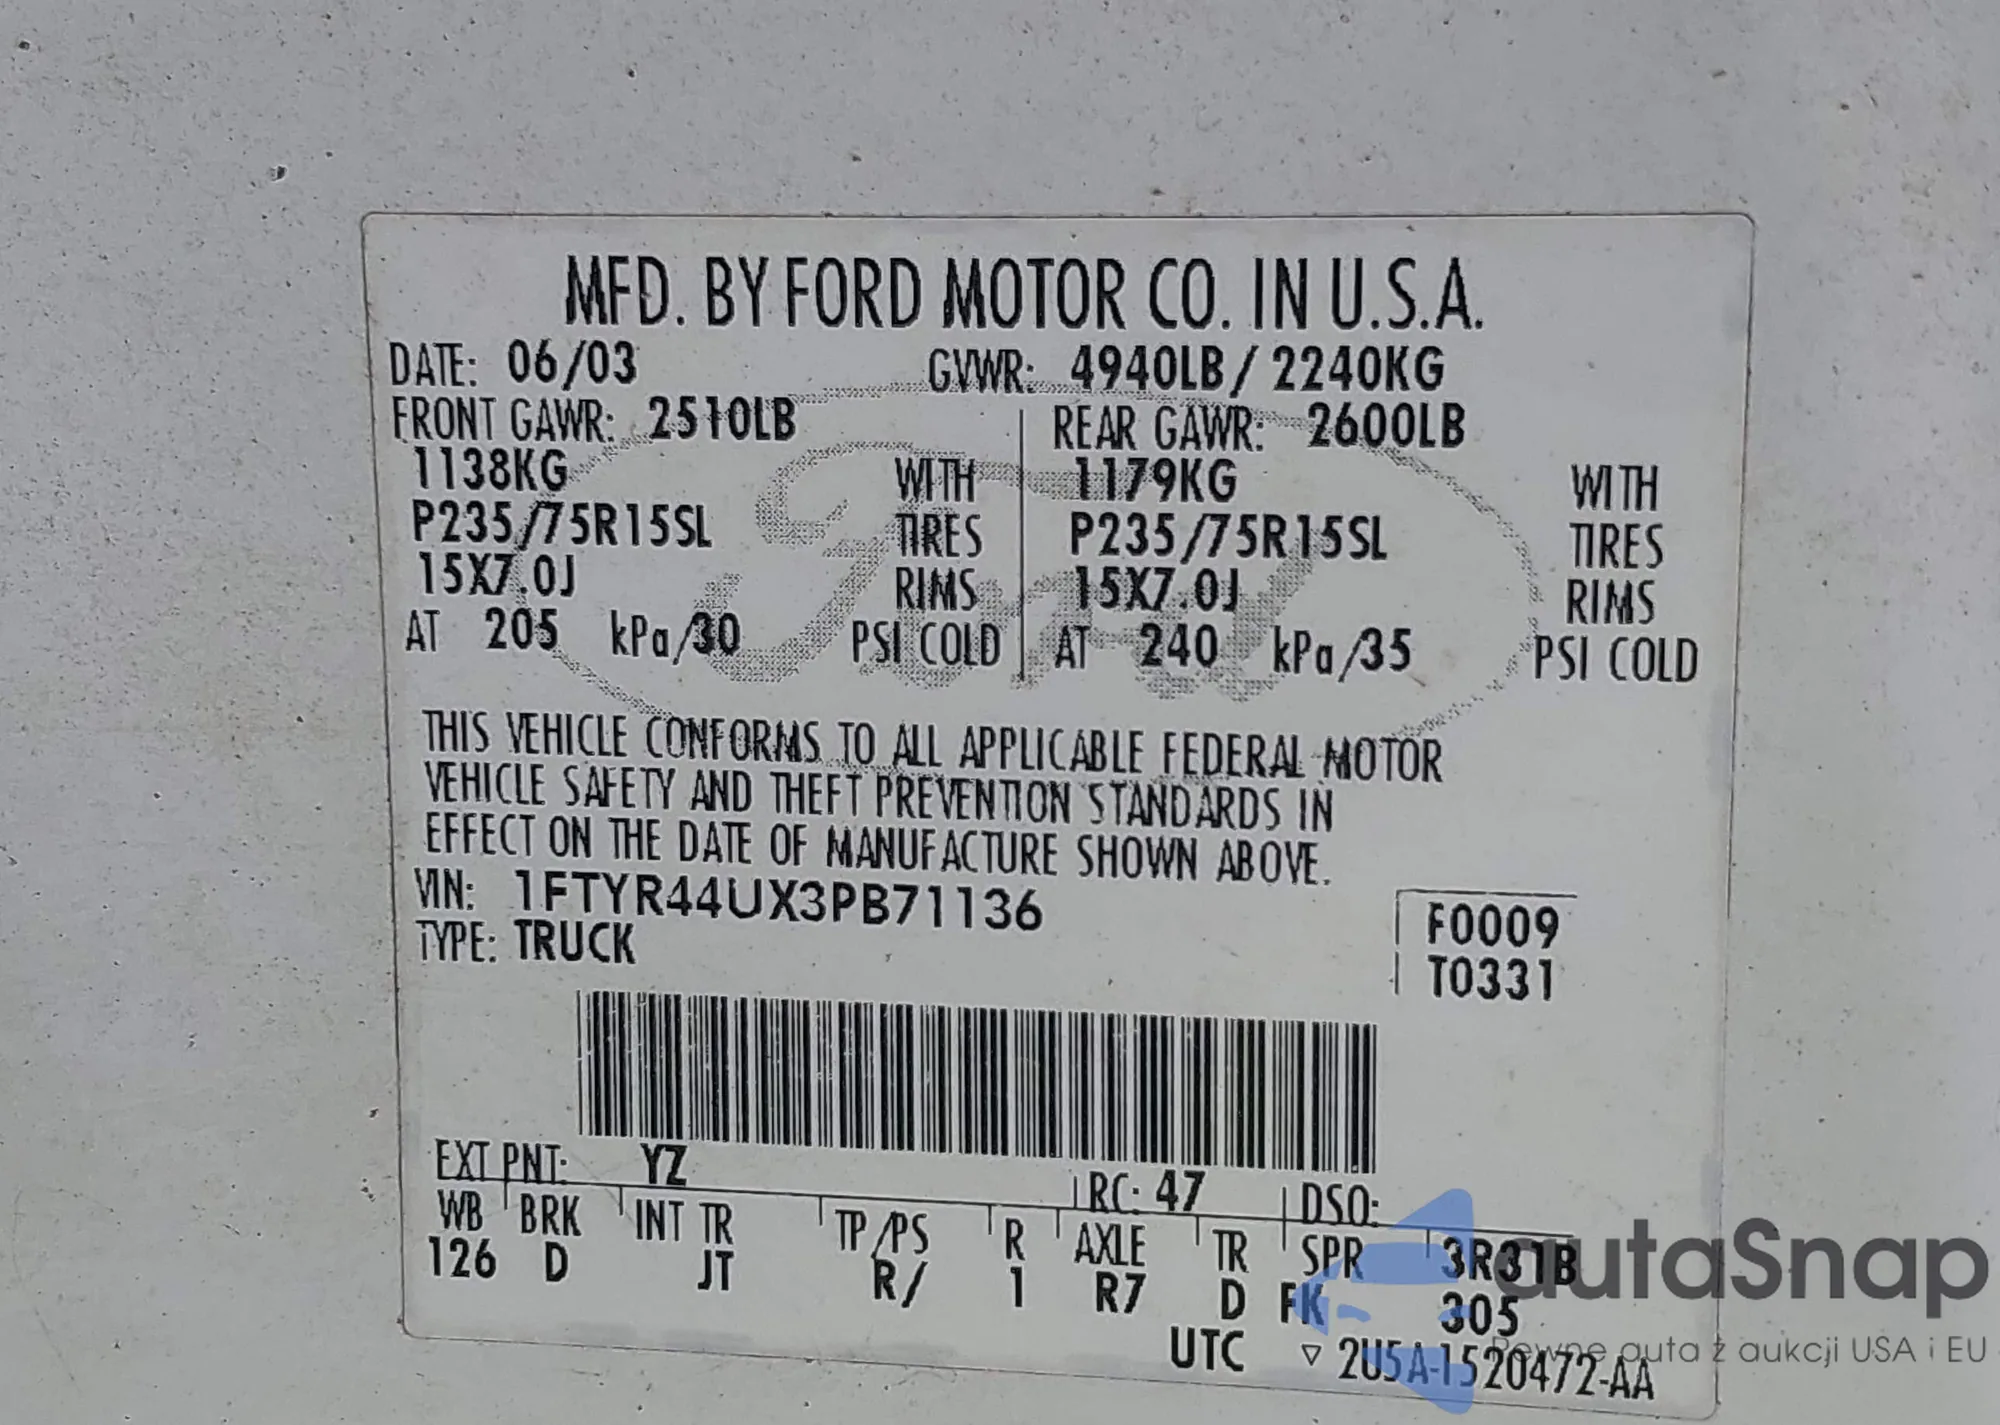 MFD. BY FORD MOTOR CO. IN U.S.A.
DATE: 06/03 GVWR: 4940LB / 2240KG
FRONT GAWR: 2510LB REAR GAWR: 2600LB
1138KG WITH 1179KG WITH
P235/75R15SL TIRES P235/75R15SL TIRES
15X7.0J RIMS 15X7.0J RIMS
AT 205 kPa/30 PSI COLD AT 240 kPa/35 PSI COLD
THIS VEHICLE CONFORMS TO ALL APPLICABLE FEDERAL MOTOR
VEHICLE SAFETY AND THEFT PREVENTION STANDARDS IN
EFFECT ON THE DATE OF MANUFACTURE SHOWN ABOVE.
VIN: 1FTYR44UX3PB71136 F0009
TYPE: TRUCK T0331
EXT PNT: YZ RC: 47 DSO:
WB BRK INT TR TP/PS R AXLE TR SPR 3R31B
126 D JT R/ 1 R7 D FK 305
UTC ▽ 2U5A-1520472-AA
Ford
autaSnap
Pewne auta z aukcji USA i EU